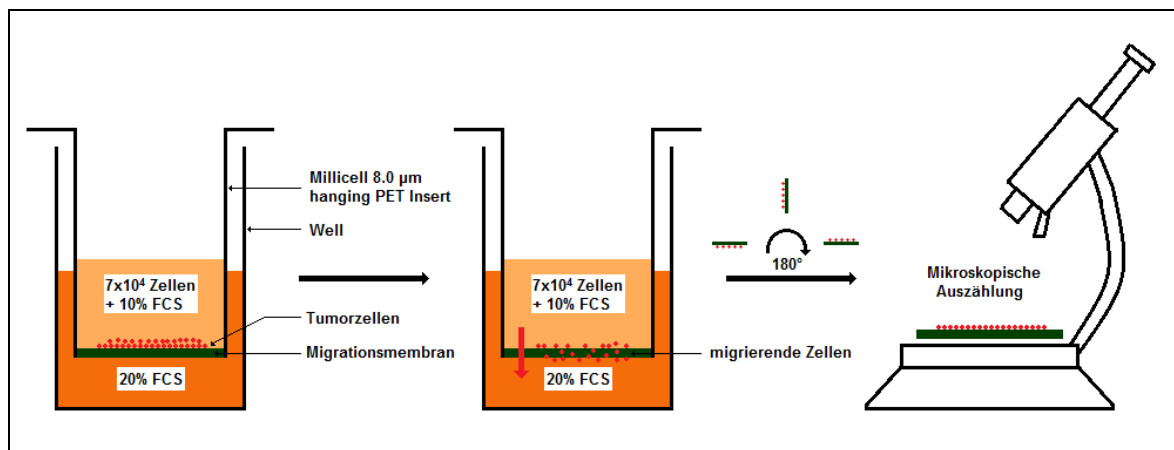 Millicell 8.0 µm
hanging PET Insert
Well
7x10⁴ Zellen
+ 10% FCS
Tumorzellen
Migrationsmembran
20% FCS
7x10⁴ Zellen
+ 10% FCS
migrierende Zellen
20% FCS
180°
Mikroskopische
Auszählung